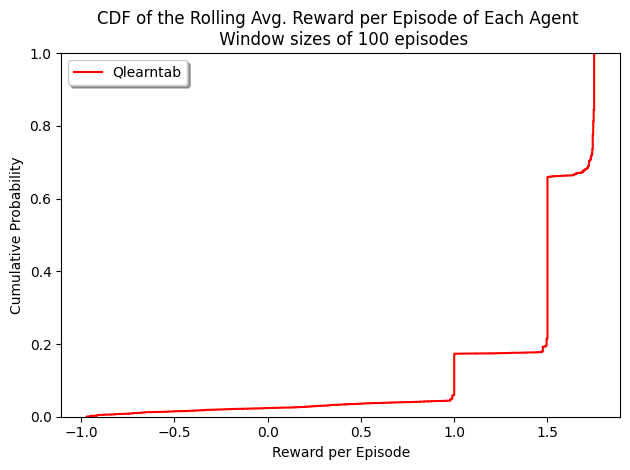 CDF of the Rolling Avg. Reward per Episode of Each Agent
Window sizes of 100 episodes
Qlearntab
Cumulative Probability
1.0
0.8
0.6
0.4
0.2
0.0
−1.0 −0.5 0.0 0.5 1.0 1.5
Reward per Episode